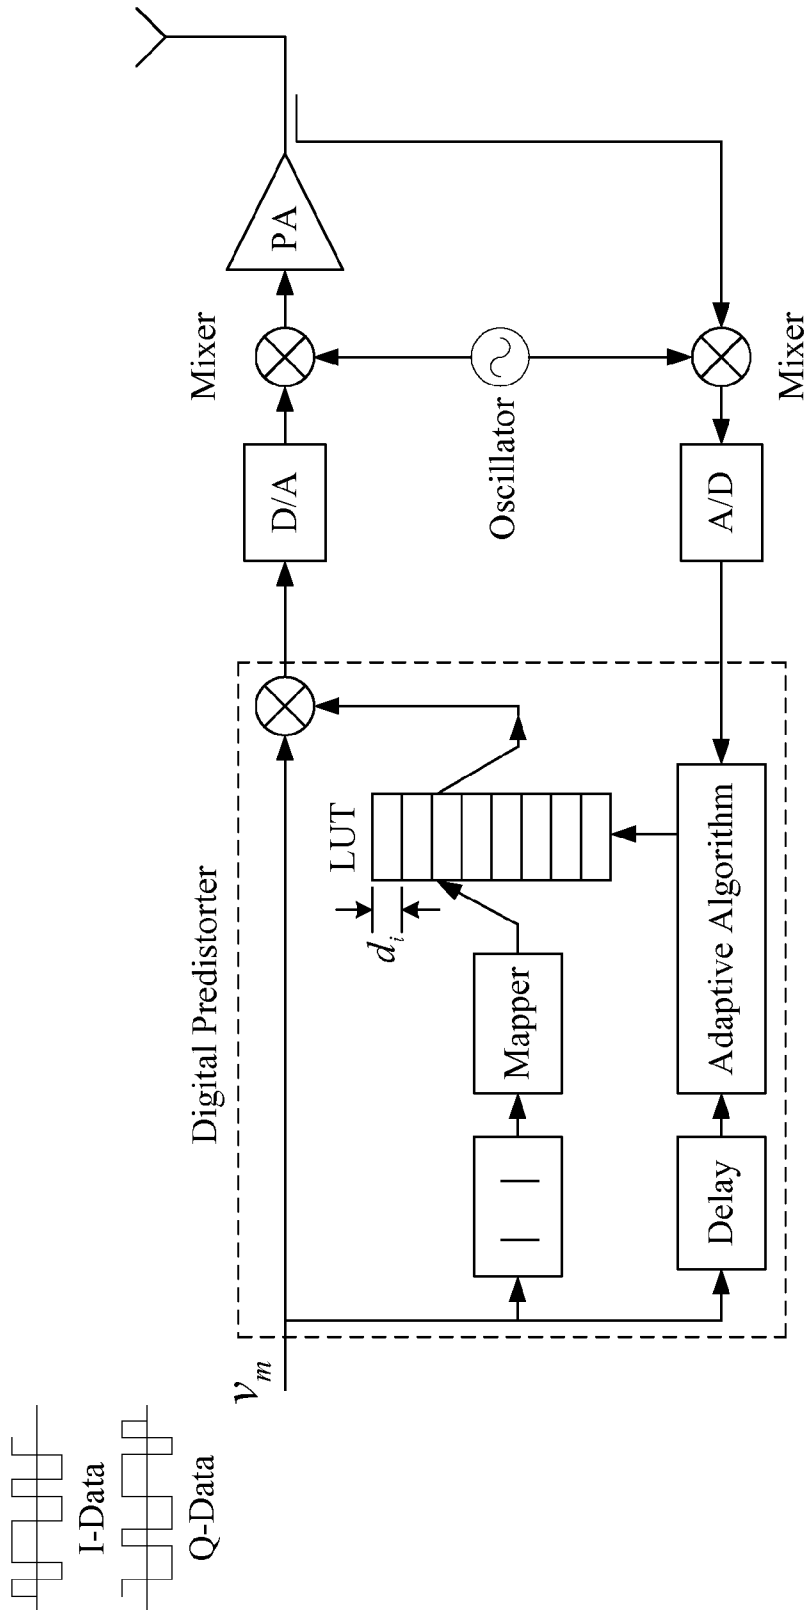 I-Data
Q-Data
v_m
Digital Predistorter
| |
Mapper
d_i
LUT
Delay
Adaptive Algorithm
D/A
Mixer
PA
Oscillator
A/D
Mixer